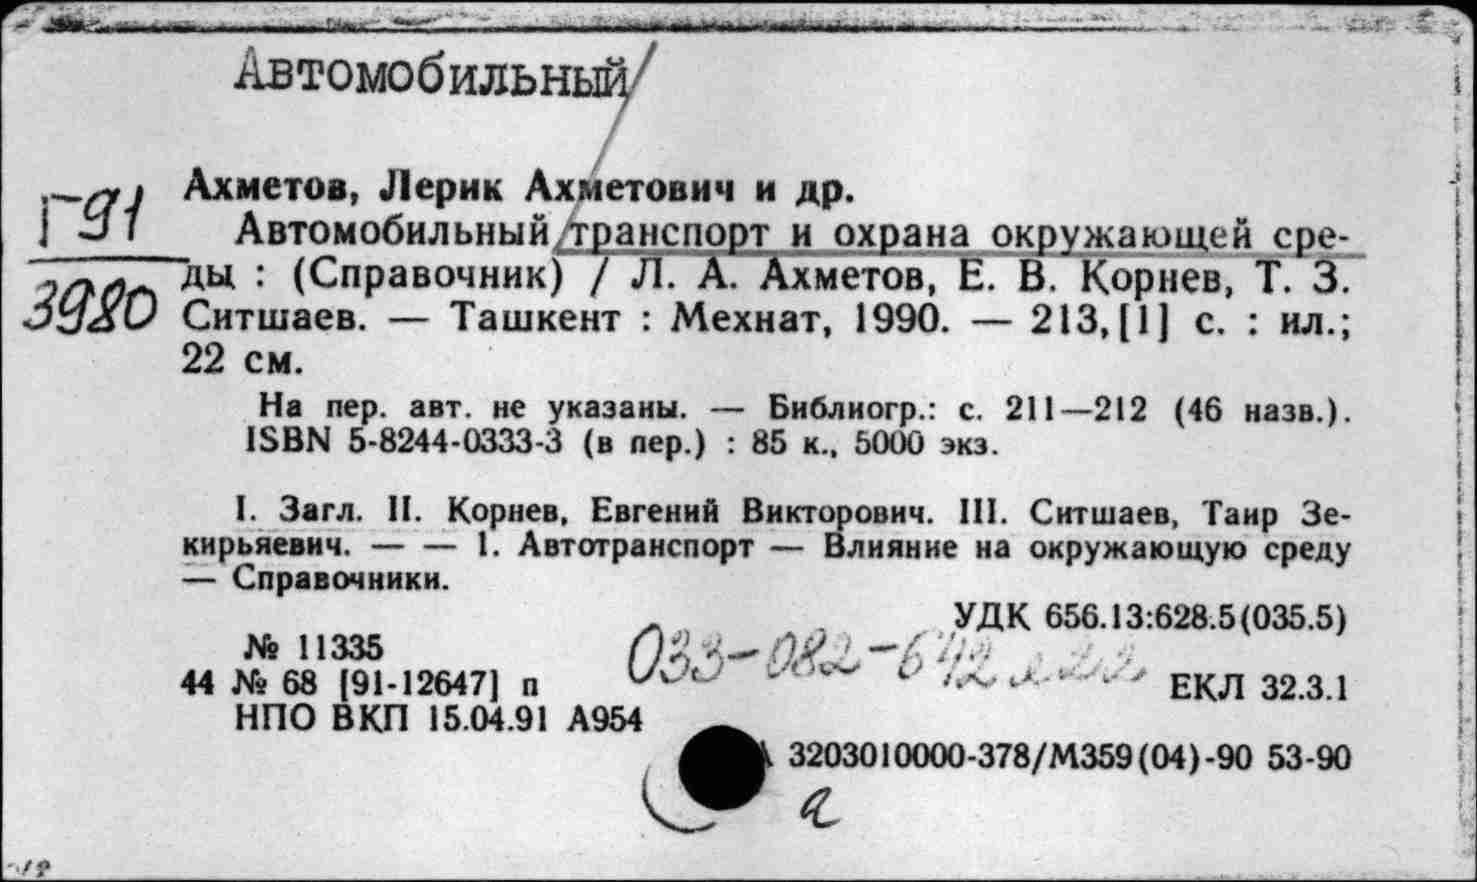 Автомобильный/
Ахметов, Лерик Ахметович и др.
Г91
Автомобильный/транспорт и охрана окружающей сре-
ды : (Справочник) / Л. А. Ахметов, Е. В. Корнев, Т. З.
3980
Ситшаев. — Ташкент : Мехнат, 1990. — 213,[1] с. : ил.;
22 см.
На пер. авт. не указаны. — Библиогр.: с. 211—212 (46 назв.).
ISBN 5-8244-0333-3 (в пер.) : 85 к., 5000 экз.
I. Загл. II. Корнев, Евгений Викторович. III. Ситшаев, Таир Зе-
кирьяевич. — — 1. Автотранспорт — Влияние на окружающую среду
— Справочники.
УДК 656.13:628.5(035.5)
№ 11335
033-082-642
44 № 68 [91-12647] п
ЕКЛ 32.3.1
НПО ВКП 15.04.91 А954
3203010000-378/М359(04)-90 53-90
а